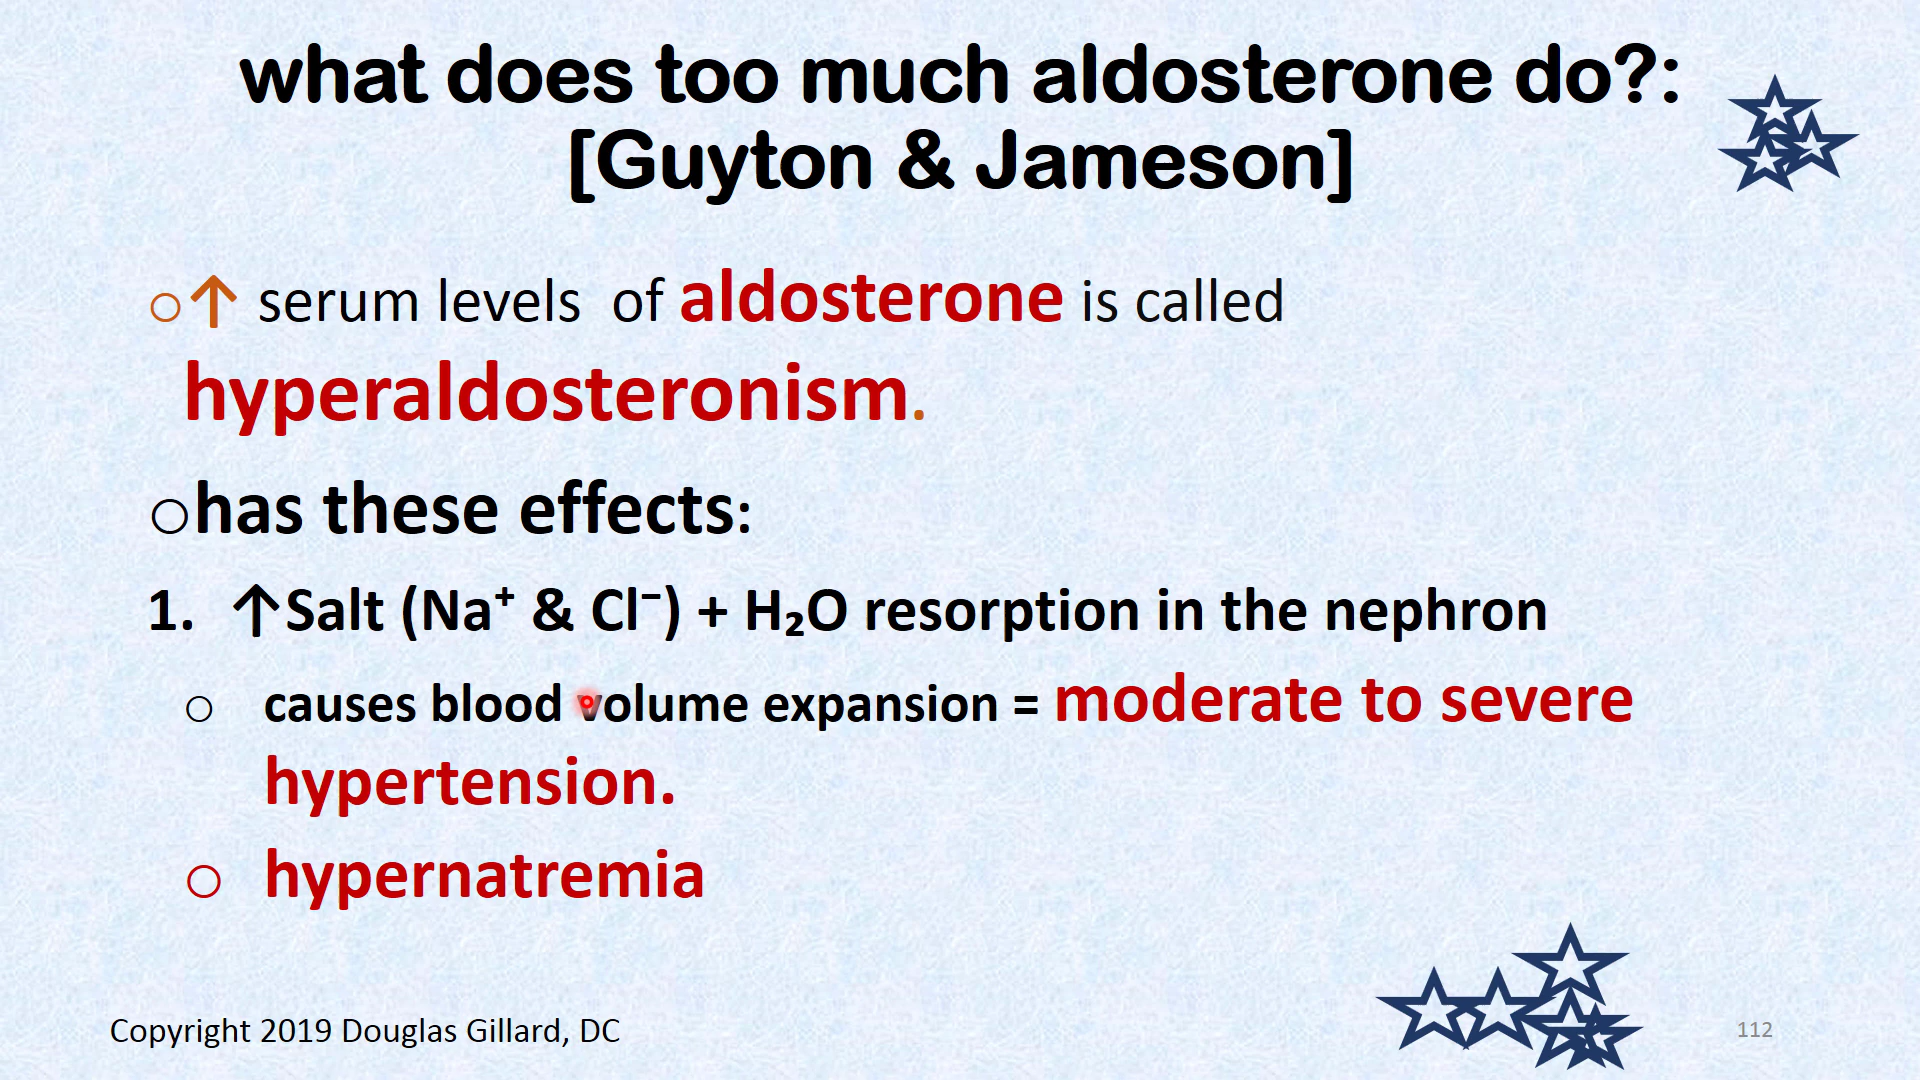 what does too much aldosterone do?:
[Guyton & Jameson]
○↑ serum levels  of aldosterone is called
hyperaldosteronism.
○has these effects:
1. ↑Salt (Na⁺ & Cl⁻) + H₂O resorption in the nephron
○ causes blood volume expansion = moderate to severe
hypertension.
○ hypernatremia
Copyright 2019 Douglas Gillard, DC
112